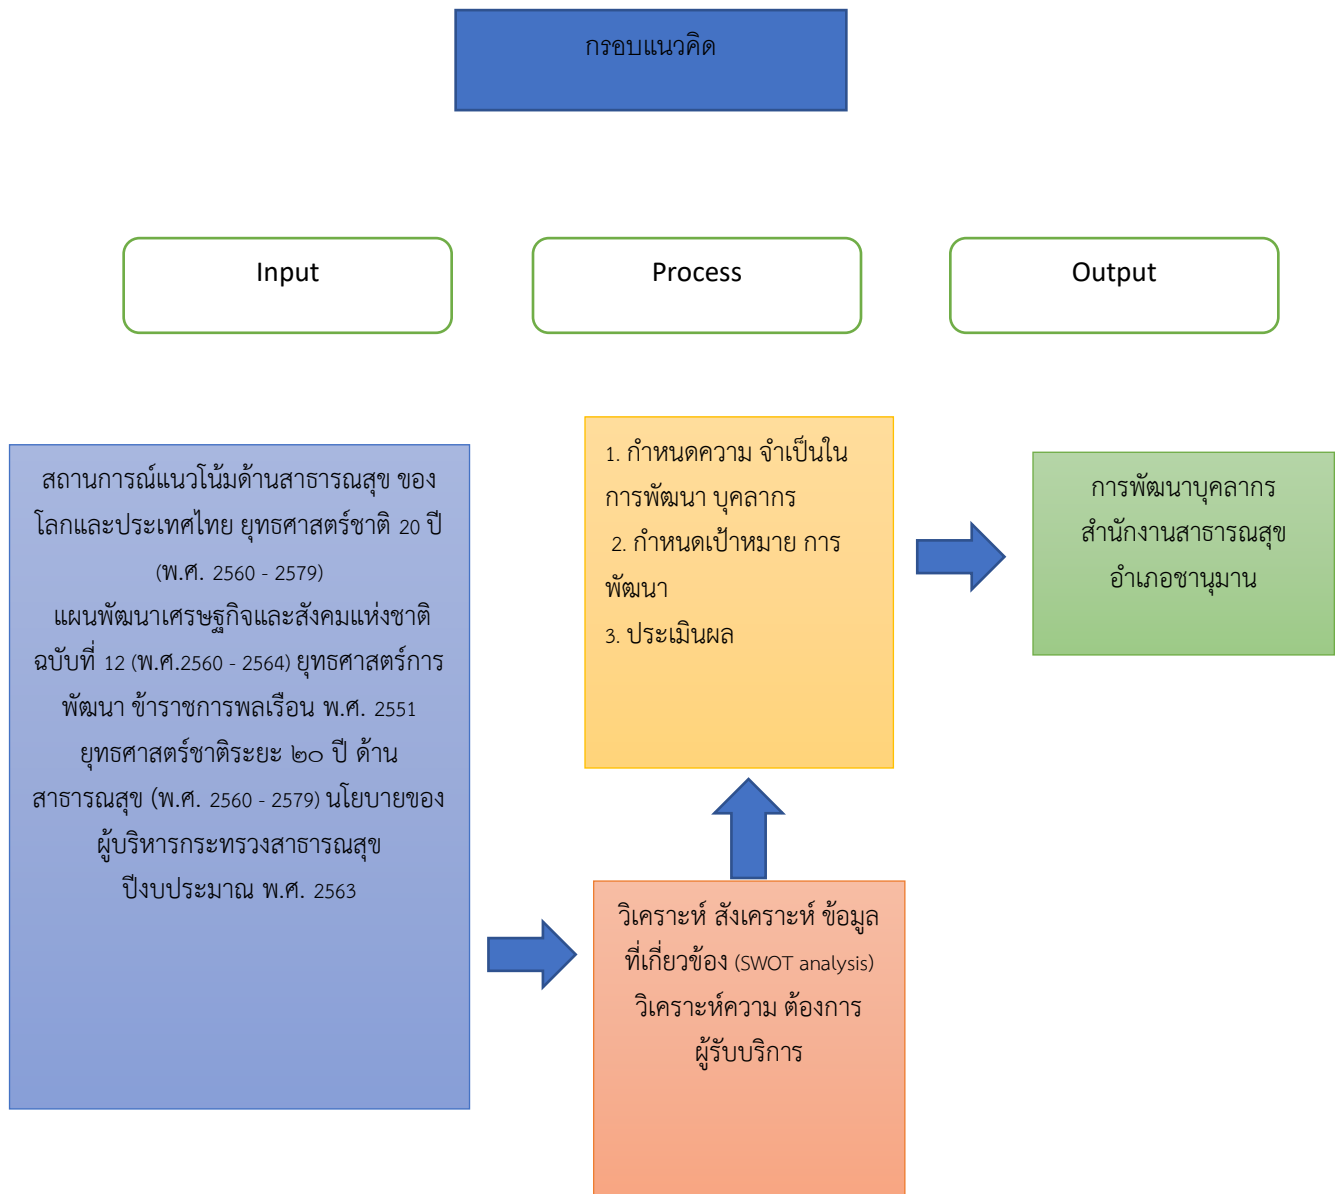 กรอบแนวคิด
Input
Process
Output
สถานการณ์แนวโน้มด้านสาธารณสุข ของ
โลกและประเทศไทย ยุทธศาสตร์ชาติ 20 ปี
(พ.ศ. 2560 - 2579)
แผนพัฒนาเศรษฐกิจและสังคมแห่งชาติ
ฉบับที่ 12 (พ.ศ.2560 - 2564) ยุทธศาสตร์การ
พัฒนา ข้าราชการพลเรือน พ.ศ. 2551
ยุทธศาสตร์ชาติระยะ ๒๐ ปี ด้าน
สาธารณสุข (พ.ศ. 2560 - 2579) นโยบายของ
ผู้บริหารกระทรวงสาธารณสุข
ปีงบประมาณ พ.ศ. 2563
1. กำหนดความ จำเป็นใน
การพัฒนา บุคลากร
2. กำหนดเป้าหมาย การ
พัฒนา
3. ประเมินผล
การพัฒนาบุคลากร
สำนักงานสาธารณสุข
อำเภอชานุมาน
วิเคราะห์ สังเคราะห์ ข้อมูล
ที่เกี่ยวข้อง (SWOT analysis)
วิเคราะห์ความ ต้องการ
ผู้รับบริการ